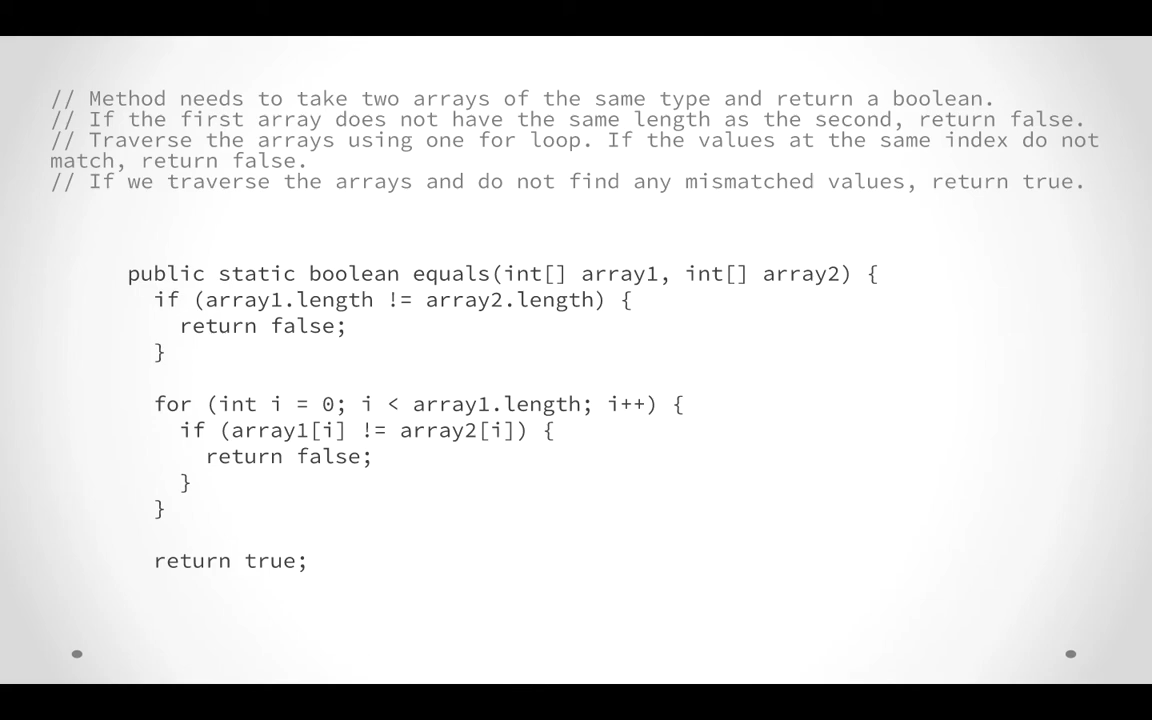 // Method needs to take two arrays of the same type and return a boolean.
// If the first array does not have the same length as the second, return false.
// Traverse the arrays using one for loop. If the values at the same index do not
match, return false.
// If we traverse the arrays and do not find any mismatched values, return true.
public static boolean equals(int[] array1, int[] array2) {
  if (array1.length != array2.length) {
    return false;
  }
  for (int i = 0; i < array1.length; i++) {
    if (array1[i] != array2[i]) {
      return false;
    }
  }
  return true;